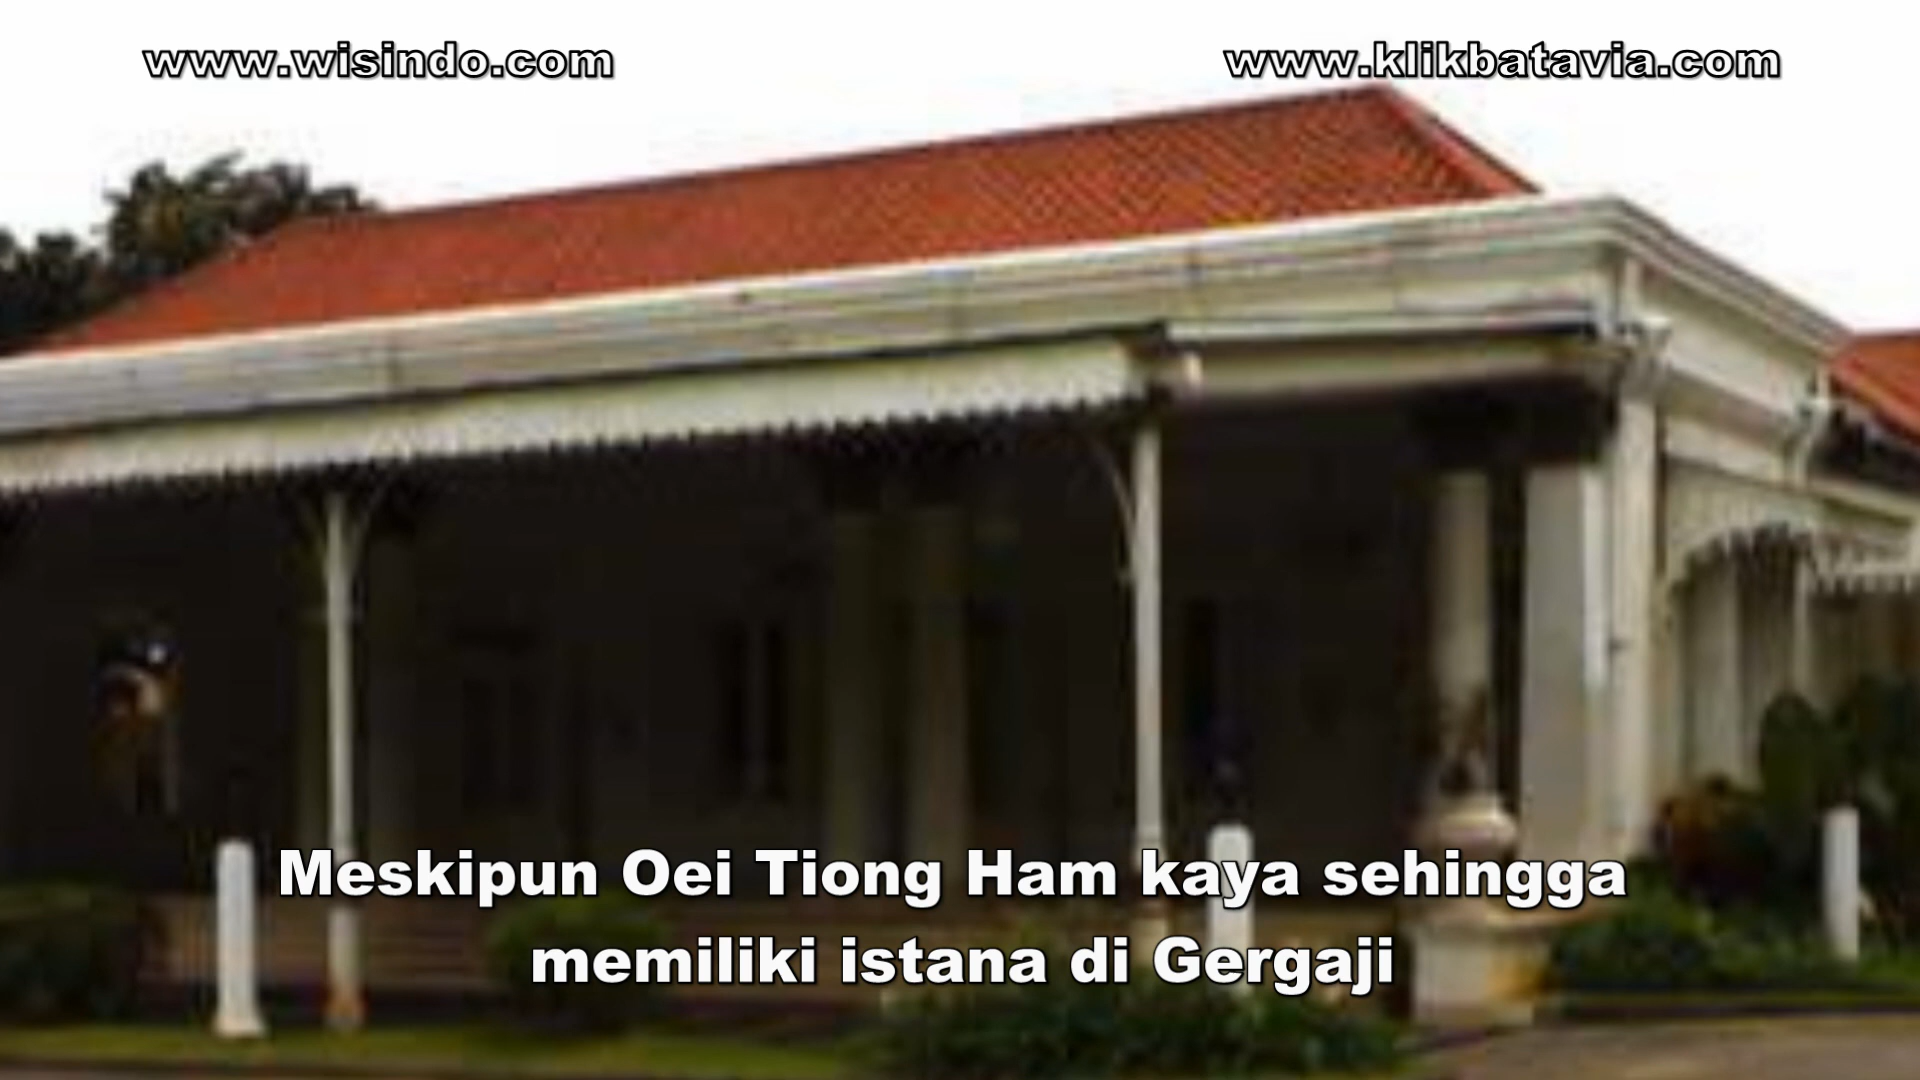 www.wisindo.com
www.klikbatavia.com
Meskipun Oei Tiong Ham kaya sehingga
memiliki istana di Gergaji